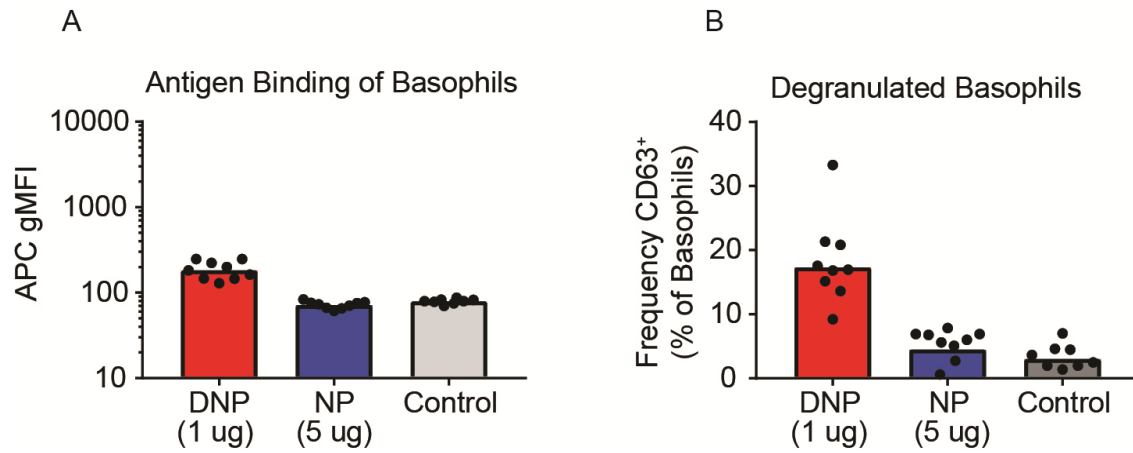 A
B
Antigen Binding of Basophils
Degranulated Basophils
APC gMFI
10000
1000
100
10
DNP
(1 ug)
NP
(5 ug)
Control
Frequency CD63⁺
(% of Basophils)
40
30
20
10
0
DNP
(1 ug)
NP
(5 ug)
Control